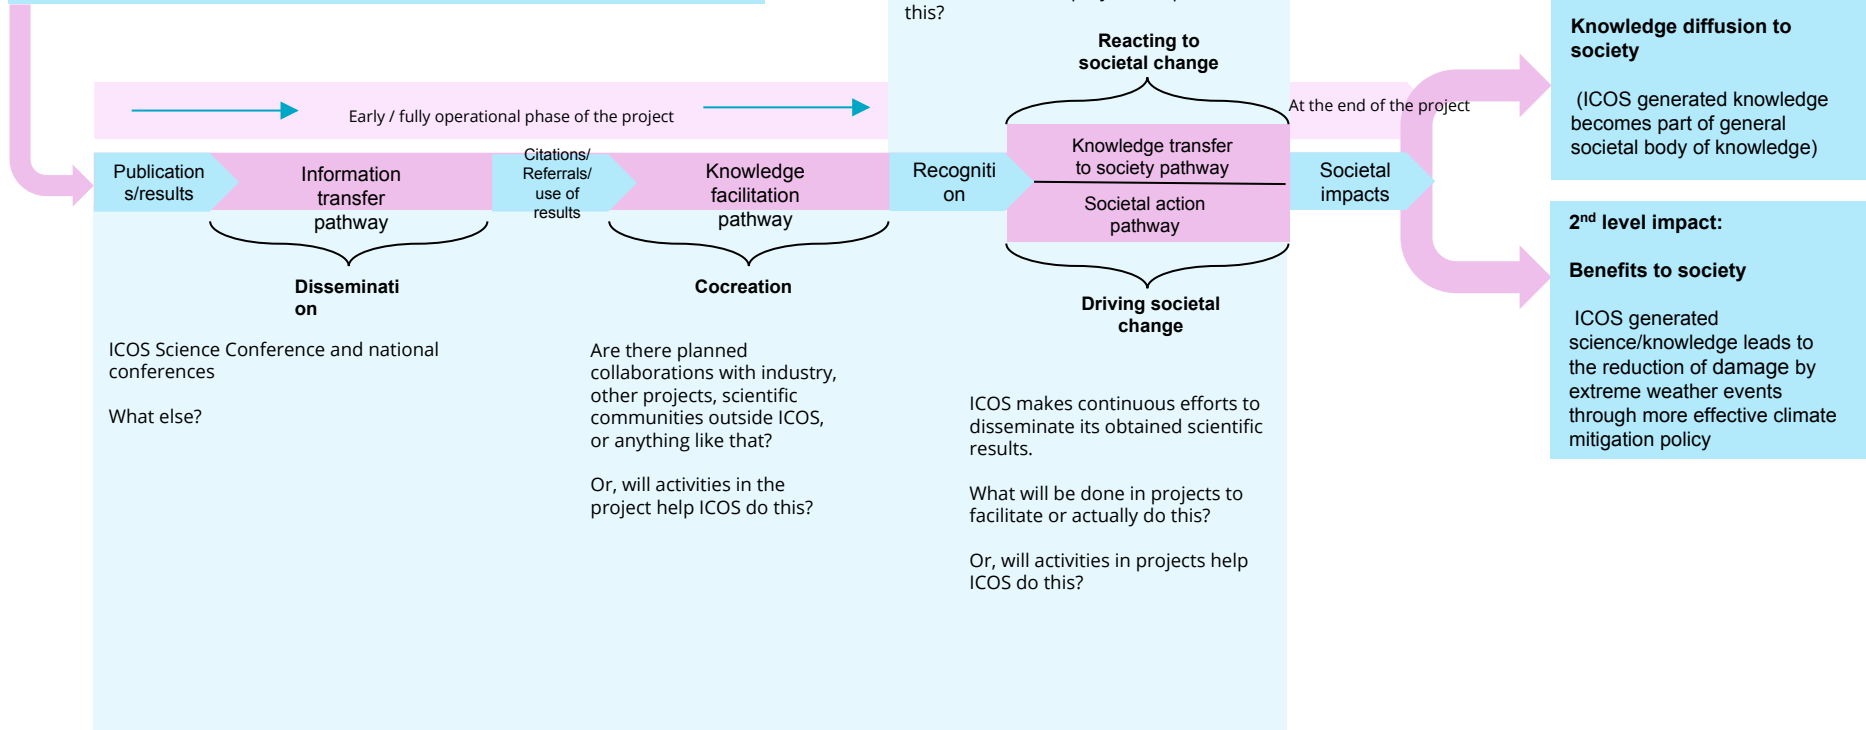 this?
Reacting to
societal change
Early / fully operational phase of the project
At the end of the project
Publication
s/results
Information
transfer
pathway
Citations/
Referrals/
use of
results
Knowledge
facilitation
pathway
Recogniti
on
Knowledge transfer
to society pathway
Societal action
pathway
Societal
impacts
Disseminati
on
Cocreation
Driving societal
change
ICOS Science Conference and national
conferences
What else?
Are there planned
collaborations with industry,
other projects, scientific
communities outside ICOS,
or anything like that?
Or, will activities in the
project help ICOS do this?
ICOS makes continuous efforts to
disseminate its obtained scientific
results.
What will be done in projects to
facilitate or actually do this?
Or, will activities in projects help
ICOS do this?
Knowledge diffusion to
society
(ICOS generated knowledge
becomes part of general
societal body of knowledge)
2nd level impact:
Benefits to society
ICOS generated
science/knowledge leads to
the reduction of damage by
extreme weather events
through more effective climate
mitigation policy